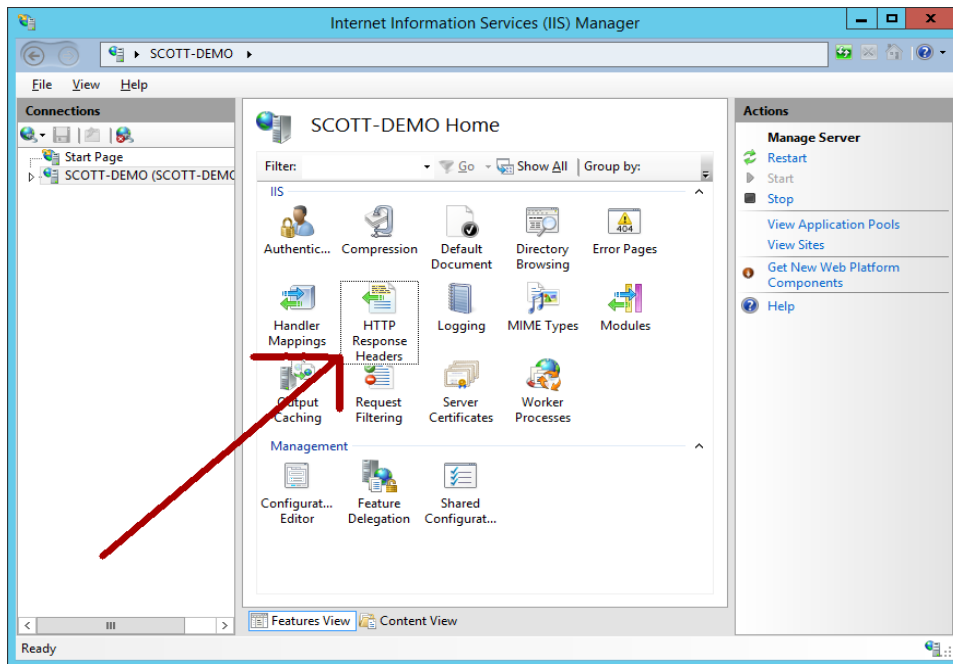 Internet Information Services (IIS) Manager
SCOTT-DEMO
File View Help
Connections
Start Page
SCOTT-DEMO (SCOTT-DEMO
SCOTT-DEMO Home
Filter: Go Show All Group by:
IIS
Authentic... Compression Default Directory Error Pages
Document Browsing
404
Handler HTTP Logging MIME Types Modules
Mappings Response
Headers
Output Request Server Worker
Caching Filtering Certificates Processes
Management
Configurat... Feature Shared
Editor Delegation Configurat...
Features View Content View
Actions
Manage Server
Restart
Start
Stop
View Application Pools
View Sites
Get New Web Platform
Components
Help
Ready